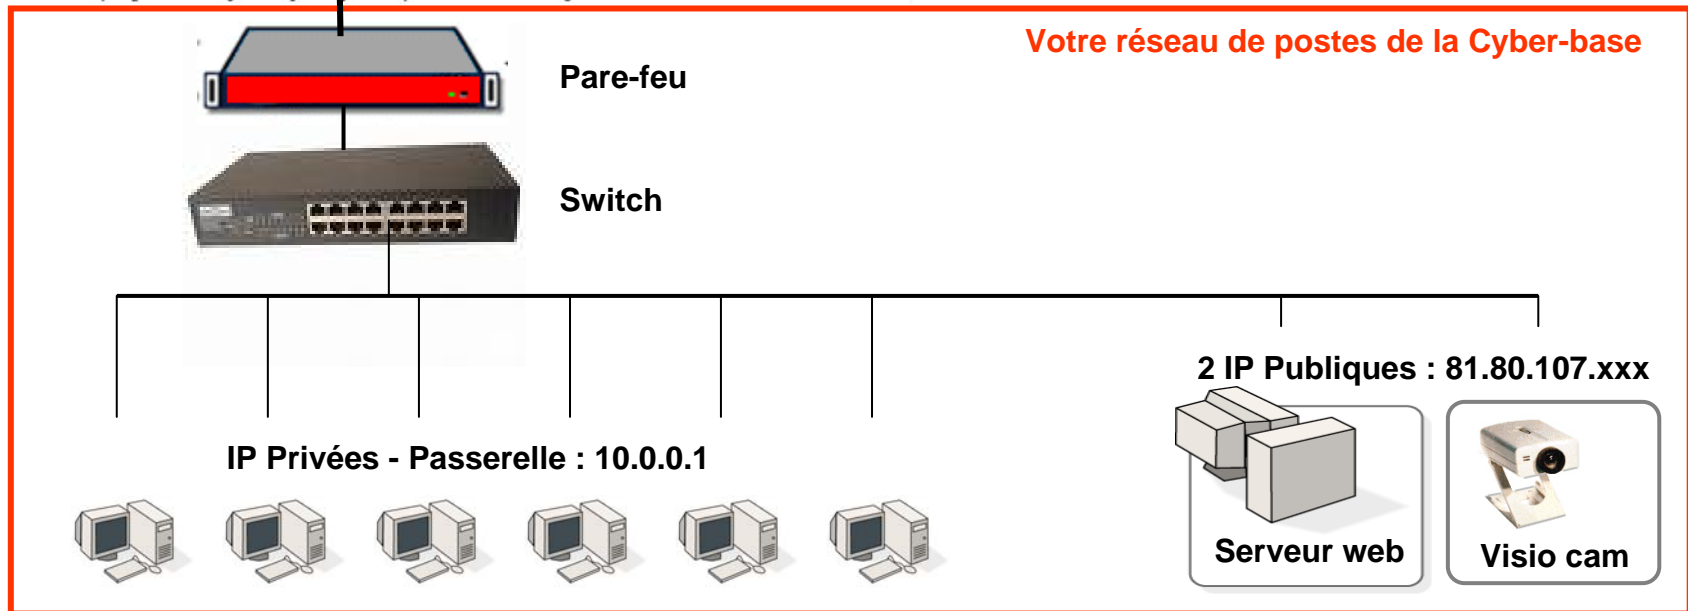 Votre réseau de postes de la Cyber-base
Pare-feu
Switch
2 IP Publiques : 81.80.107.xxx
IP Privées - Passerelle : 10.0.0.1
Serveur web
Visio cam